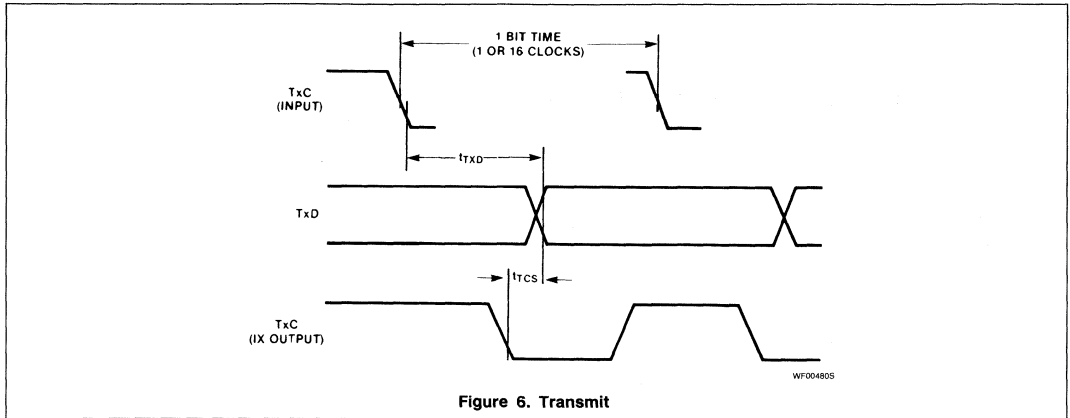 1 BIT TIME
(1 OR 16 CLOCKS)
TxC
(INPUT)
tTXD
TxD
tTCS
TxC
(IX OUTPUT)
WF00480S
Figure 6. Transmit